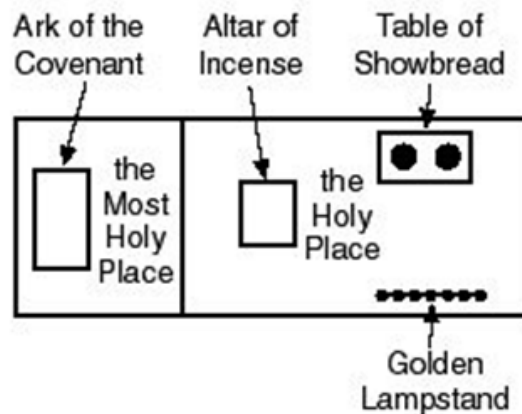 Ark of the
Covenant
Altar of
Incense
Table of
Showbread
the
Most
Holy
Place
the
Holy
Place
Golden
Lampstand